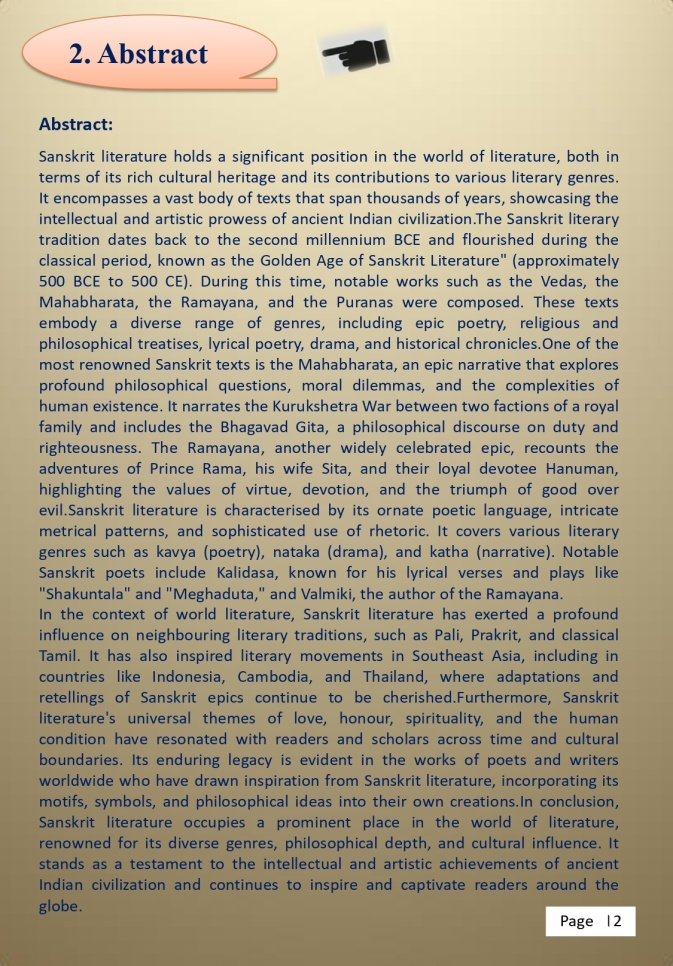 2. Abstract
Abstract:
Sanskrit literature holds a significant position in the world of literature, both in
terms of its rich cultural heritage and its contributions to various literary genres.
It encompasses a vast body of texts that span thousands of years, showcasing the
intellectual and artistic prowess of ancient Indian civilization.The Sanskrit literary
tradition dates back to the second millennium BCE and flourished during the
classical period, known as the Golden Age of Sanskrit Literature" (approximately
500 BCE to 500 CE). During this time, notable works such as the Vedas, the
Mahabharata, the Ramayana, and the Puranas were composed. These texts
embody a diverse range of genres, including epic poetry, religious and
philosophical treatises, lyrical poetry, drama, and historical chronicles.One of the
most renowned Sanskrit texts is the Mahabharata, an epic narrative that explores
profound philosophical questions, moral dilemmas, and the complexities of
human existence. It narrates the Kurukshetra War between two factions of a royal
family and includes the Bhagavad Gita, a philosophical discourse on duty and
righteousness. The Ramayana, another widely celebrated epic, recounts the
adventures of Prince Rama, his wife Sita, and their loyal devotee Hanuman,
highlighting the values of virtue, devotion, and the triumph of good over
evil.Sanskrit literature is characterised by its ornate poetic language, intricate
metrical patterns, and sophisticated use of rhetoric. It covers various literary
genres such as kavya (poetry), nataka (drama), and katha (narrative). Notable
Sanskrit poets include Kalidasa, known for his lyrical verses and plays like
"Shakuntala" and "Meghaduta," and Valmiki, the author of the Ramayana.
In the context of world literature, Sanskrit literature has exerted a profound
influence on neighbouring literary traditions, such as Pali, Prakrit, and classical
Tamil. It has also inspired literary movements in Southeast Asia, including in
countries like Indonesia, Cambodia, and Thailand, where adaptations and
retellings of Sanskrit epics continue to be cherished.Furthermore, Sanskrit
literature's universal themes of love, honour, spirituality, and the human
condition have resonated with readers and scholars across time and cultural
boundaries. Its enduring legacy is evident in the works of poets and writers
worldwide who have drawn inspiration from Sanskrit literature, incorporating its
motifs, symbols, and philosophical ideas into their own creations.In conclusion,
Sanskrit literature occupies a prominent place in the world of literature,
renowned for its diverse genres, philosophical depth, and cultural influence. It
stands as a testament to the intellectual and artistic achievements of ancient
Indian civilization and continues to inspire and captivate readers around the
globe.
Page |2